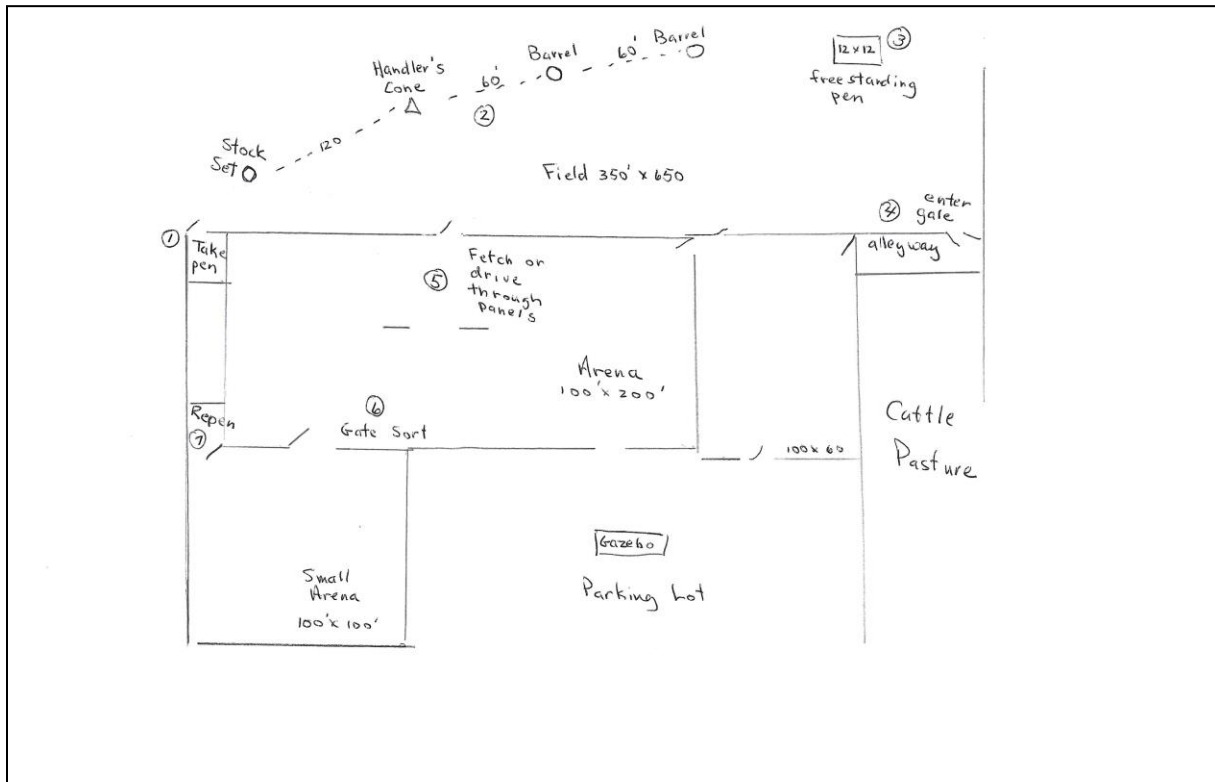 Barrel
60'
Barrel
12 x 12
3
free standing
pen
Handler's
Cone
60'
2
120
Stock
Set
Field 350' x 650
1
Take
pen
4
enter
gate
alleyway
5
Fetch or
drive
through
panels
Arena
100' x 200'
6
Gate Sort
Repen
7
100 x 60
Cattle
Pasture
Gazebo
Parking Lot
Small
Arena
100' x 100'